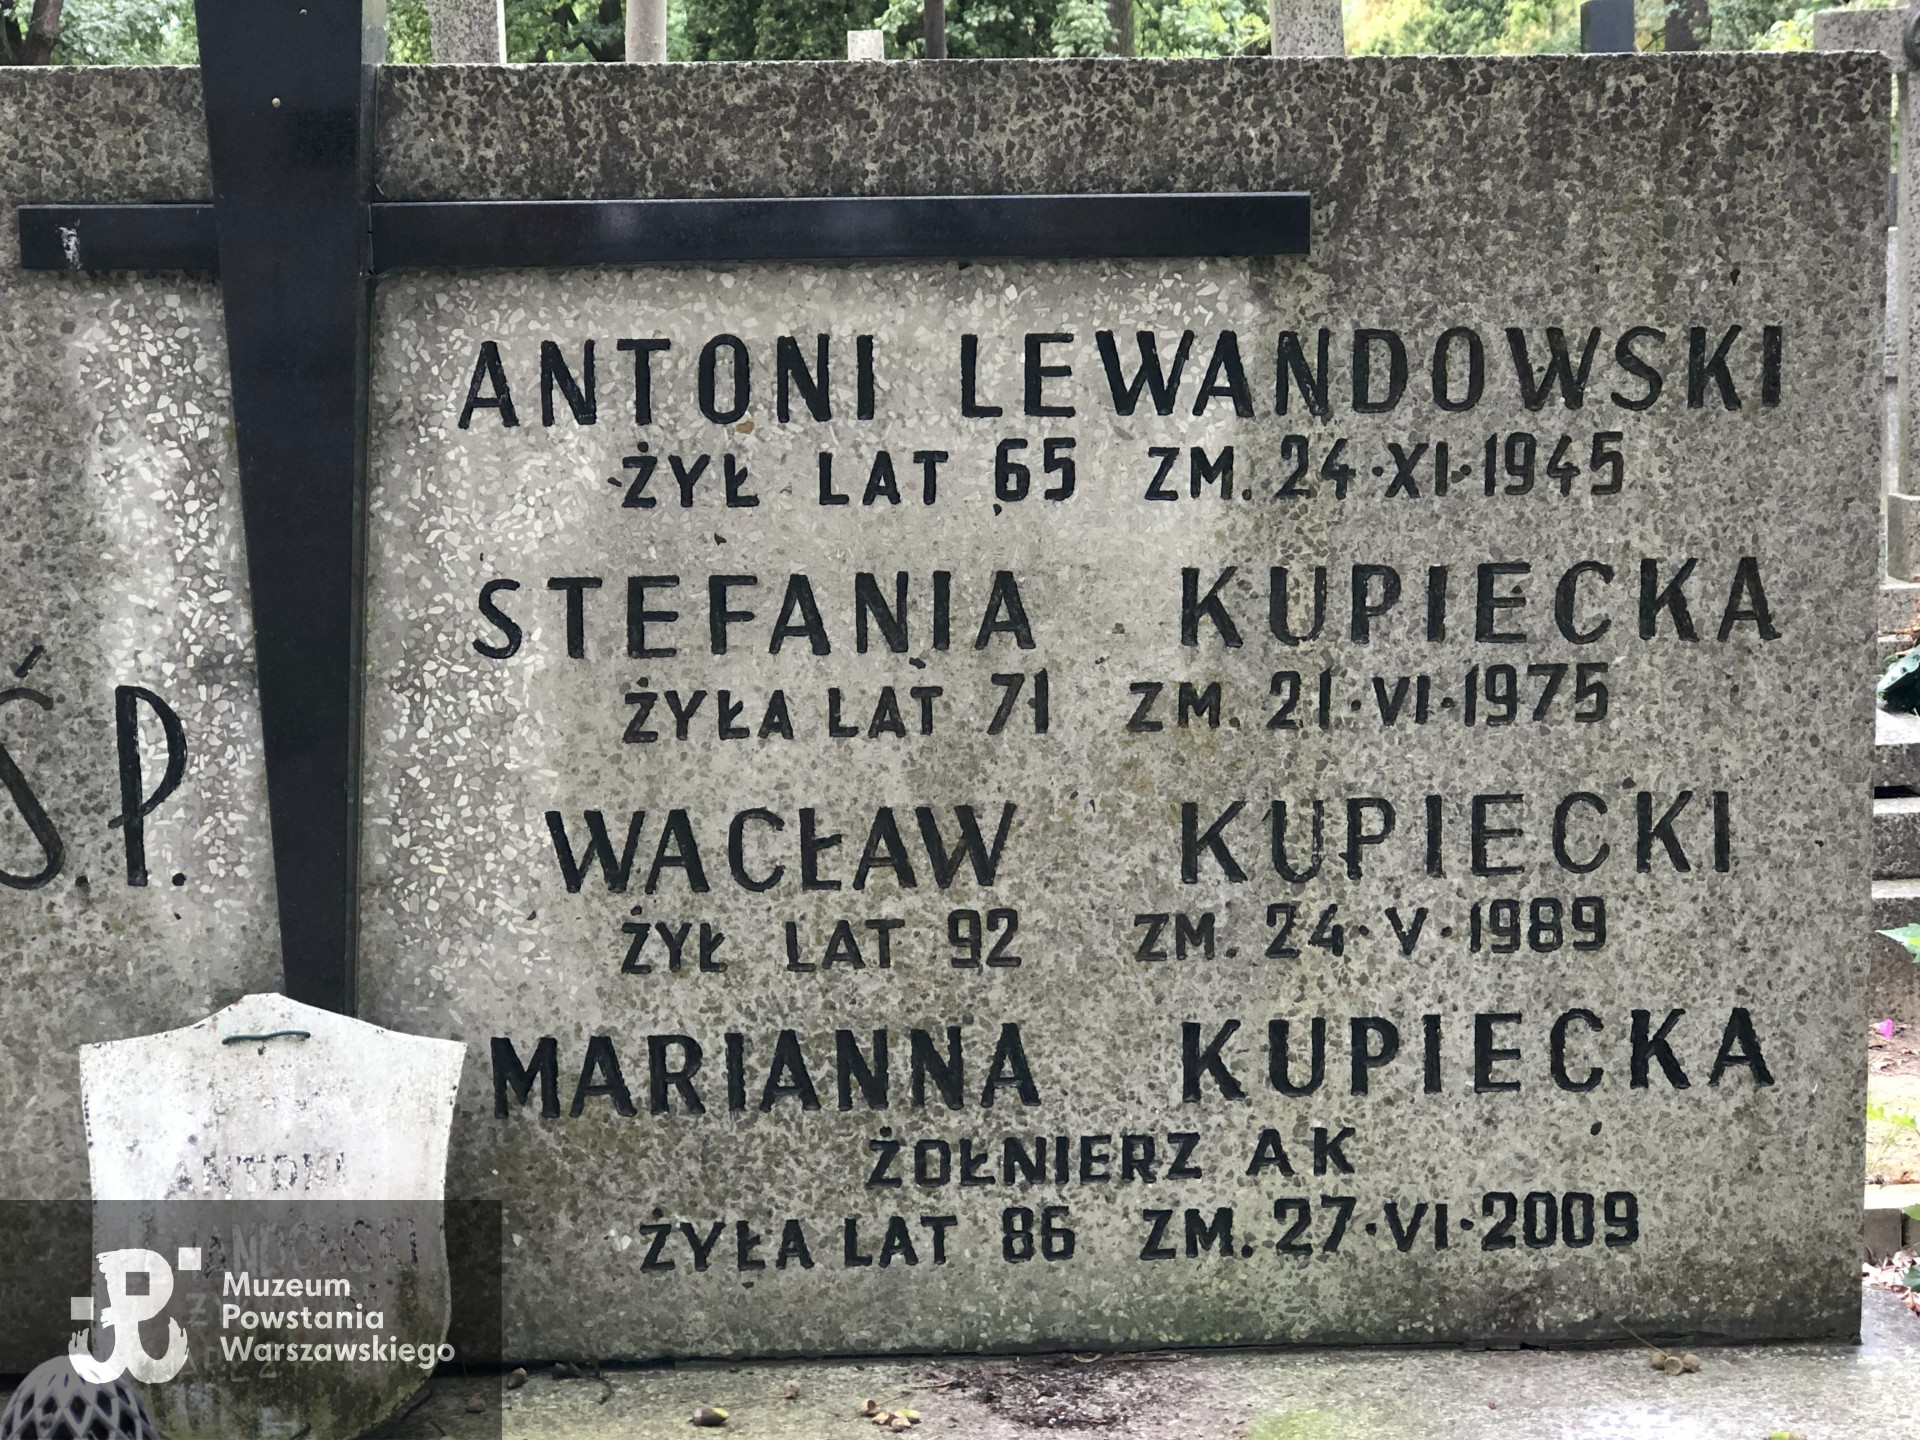 Ś.P.
ANTONI LEWANDOWSKI
ŻYŁ LAT 65 ZM. 24·XI·1945
STEFANIA KUPIECKA
ŻYŁA LAT 71 ZM. 21·VI·1975
WACŁAW KUPIECKI
ŻYŁ LAT 92 ZM. 24·V·1989
MARIANNA KUPIECKA
ŻOŁNIERZ AK
ŻYŁA LAT 86 ZM. 27·VI·2009
ANTONI
Muzeum
Powstania
Warszawskiego